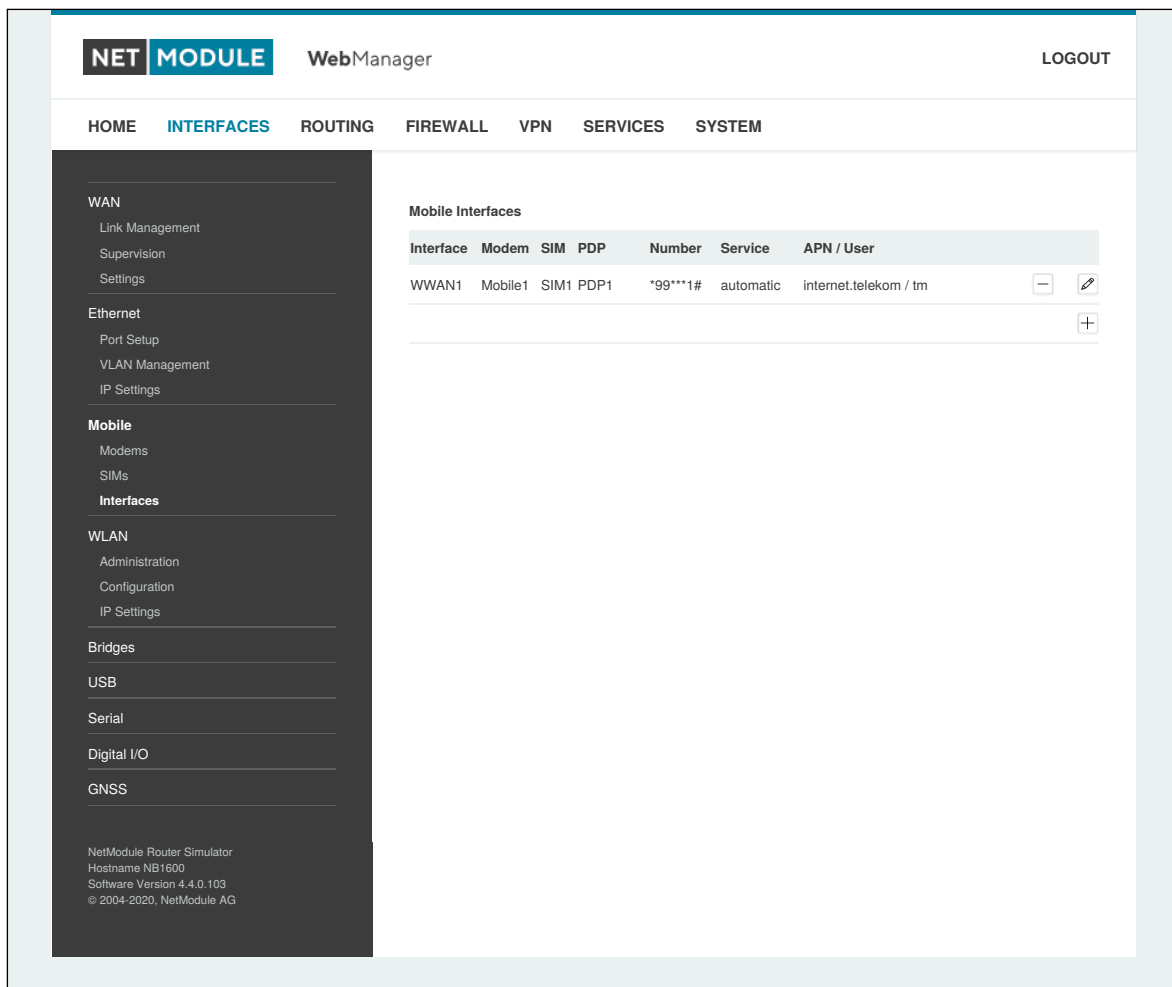 NET MODULE WebManager LOGOUT
HOME INTERFACES ROUTING FIREWALL VPN SERVICES SYSTEM
WAN
Link Management
Supervision
Settings
Ethernet
Port Setup
VLAN Management
IP Settings
Mobile
Modems
SIMs
Interfaces
WLAN
Administration
Configuration
IP Settings
Bridges
USB
Serial
Digital I/O
GNSS
NetModule Router Simulator
Hostname NB1600
Software Version 4.4.0.103
© 2004-2020, NetModule AG
Mobile Interfaces
Interface Modem SIM PDP Number Service APN / User
WWAN1 Mobile1 SIM1 PDP1 *99***1# automatic internet.telekom / tm